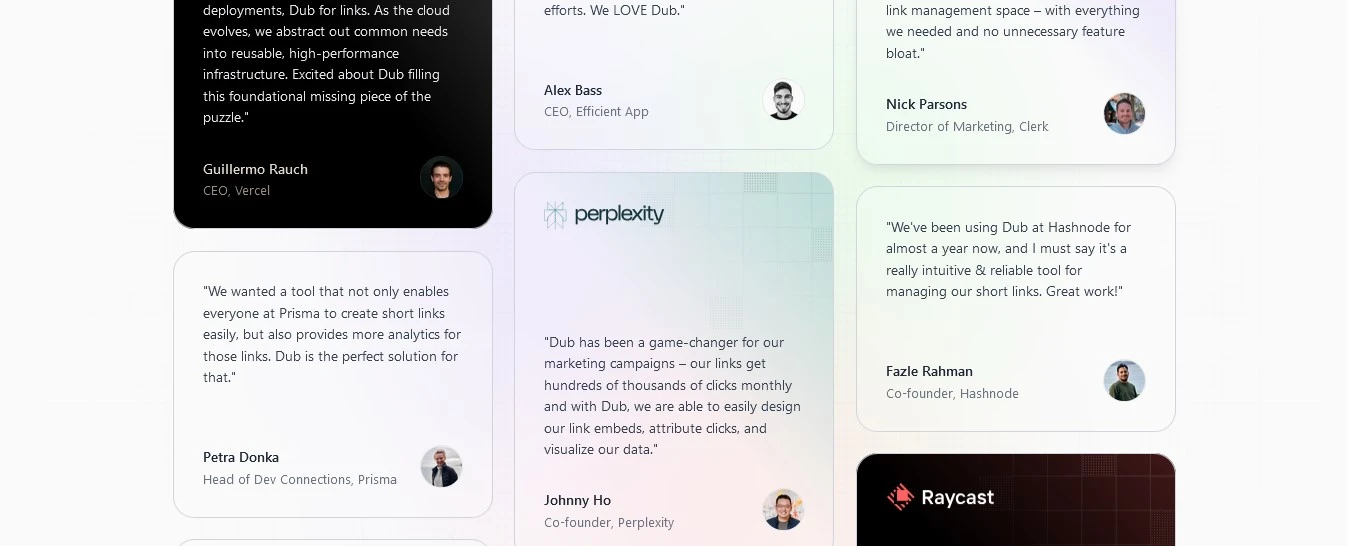 deployments, Dub for links. As the cloud
evolves, we abstract out common needs
into reusable, high-performance
infrastructure. Excited about Dub filling
this foundational missing piece of the
puzzle."
Guillermo Rauch
CEO, Vercel
"We wanted a tool that not only enables
everyone at Prisma to create short links
easily, but also provides more analytics for
those links. Dub is the perfect solution for
that."
Petra Donka
Head of Dev Connections, Prisma
efforts. We LOVE Dub."
Alex Bass
CEO, Efficient App
perplexity
"Dub has been a game-changer for our
marketing campaigns – our links get
hundreds of thousands of clicks monthly
and with Dub, we are able to easily design
our link embeds, attribute clicks, and
visualize our data."
Johnny Ho
Co-founder, Perplexity
link management space – with everything
we needed and no unnecessary feature
bloat."
Nick Parsons
Director of Marketing, Clerk
"We've been using Dub at Hashnode for
almost a year now, and I must say it's a
really intuitive & reliable tool for
managing our short links. Great work!"
Fazle Rahman
Co-founder, Hashnode
Raycast